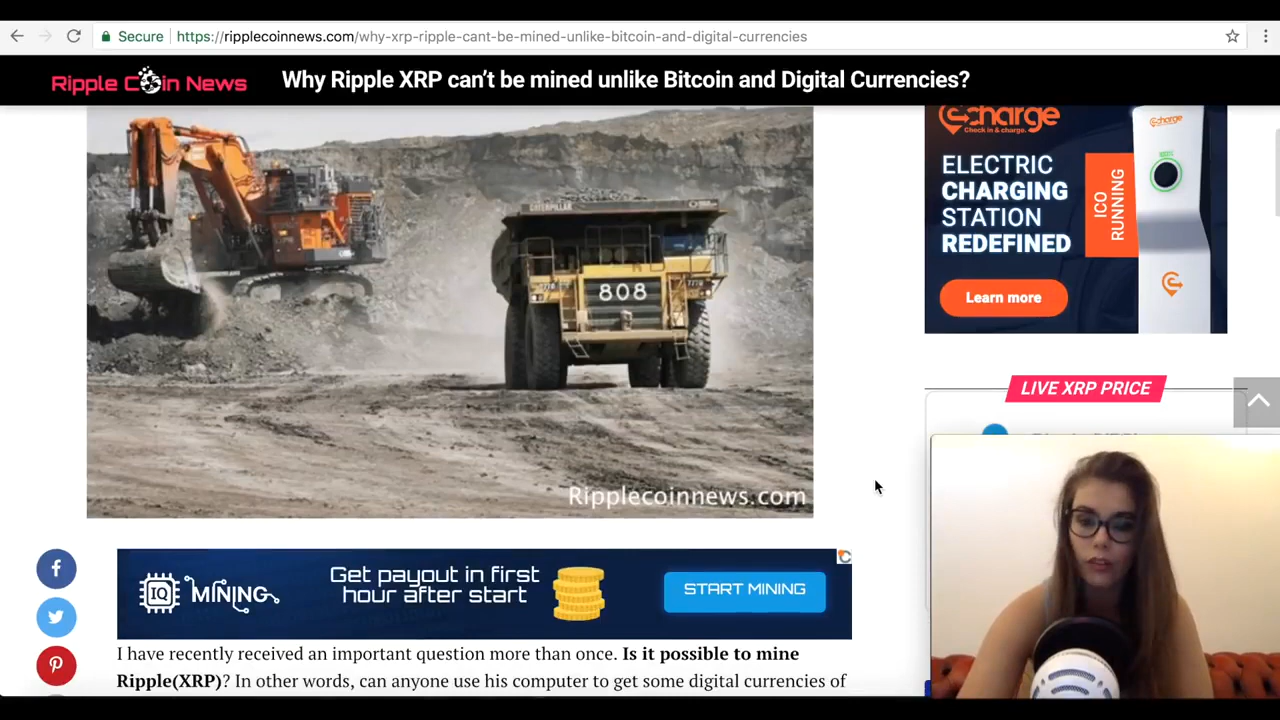 Secure https://ripplecoinnews.com/why-xrp-ripple-cant-be-mined-unlike-bitcoin-and-digital-currencies
Ripple Coin News
Why Ripple XRP can’t be mined unlike Bitcoin and Digital Currencies?
charge
Check in & charge.
ELECTRIC
CHARGING
STATION
REDEFINED
ICO
RUNNING
Learn more
CATERPILLAR
808
777D
Ripplecoinnews.com
LIVE XRP PRICE
IQ MINING
Get payout in first
hour after start
START MINING
I have recently received an important question more than once. Is it possible to mine
Ripple(XRP)? In other words, can anyone use his computer to get some digital currencies of